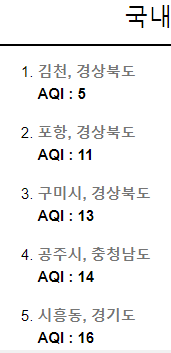 국내
1. 김천, 경상북도
AQI : 5
2. 포항, 경상북도
AQI : 11
3. 구미시, 경상북도
AQI : 13
4. 공주시, 충청남도
AQI : 14
5. 시흥동, 경기도
AQI : 16